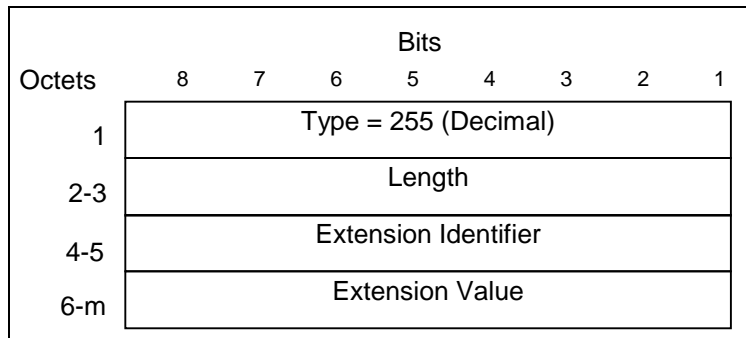 Bits
Octets 8 7 6 5 4 3 2 1
1 Type = 255 (Decimal)
2-3 Length
4-5 Extension Identifier
6-m Extension Value